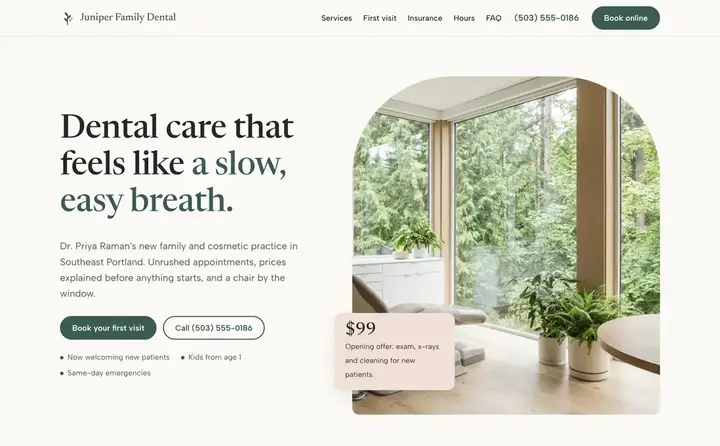 Juniper Family Dental
Services First visit Insurance Hours FAQ (503) 555-0186 Book online
Dental care that
feels like a slow,
easy breath.
Dr. Priya Raman's new family and cosmetic practice in
Southeast Portland. Unrushed appointments, prices
explained before anything starts, and a chair by the
window.
Book your first visit
Call (503) 555-0186
Now welcoming new patients
Kids from age 1
Same-day emergencies
$99
Opening offer: exam, x-rays
and cleaning for new
patients.